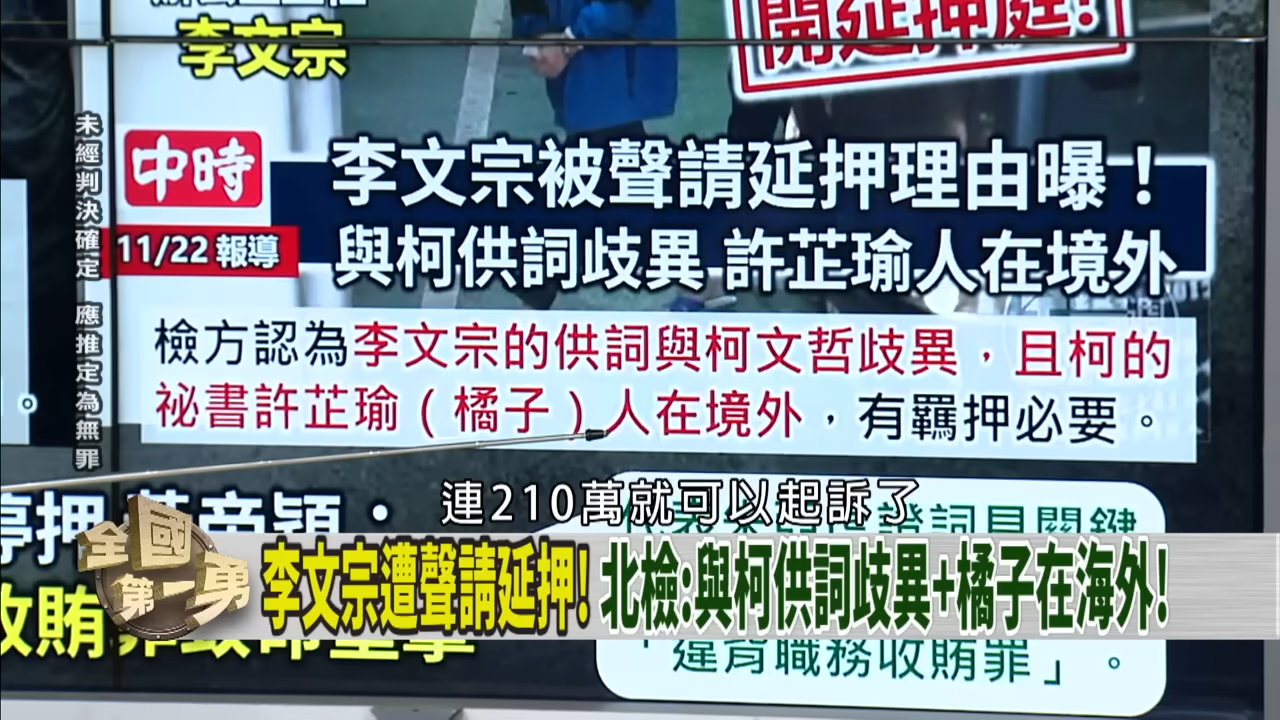 李文宗
開延押庭!
未經判決確定 應推定為無罪
中時
11/22 報導
李文宗被聲請延押理由曝!
與柯供詞歧異 許芷瑜人在境外
檢方認為李文宗的供詞與柯文哲歧異,且柯的
祕書許芷瑜(橘子)人在境外,有羈押必要。
連210萬就可以起訴了
全國第一勇
李文宗遭聲請延押! 北檢:與柯供詞歧異+橘子在海外!
「違背職務收賄罪」。